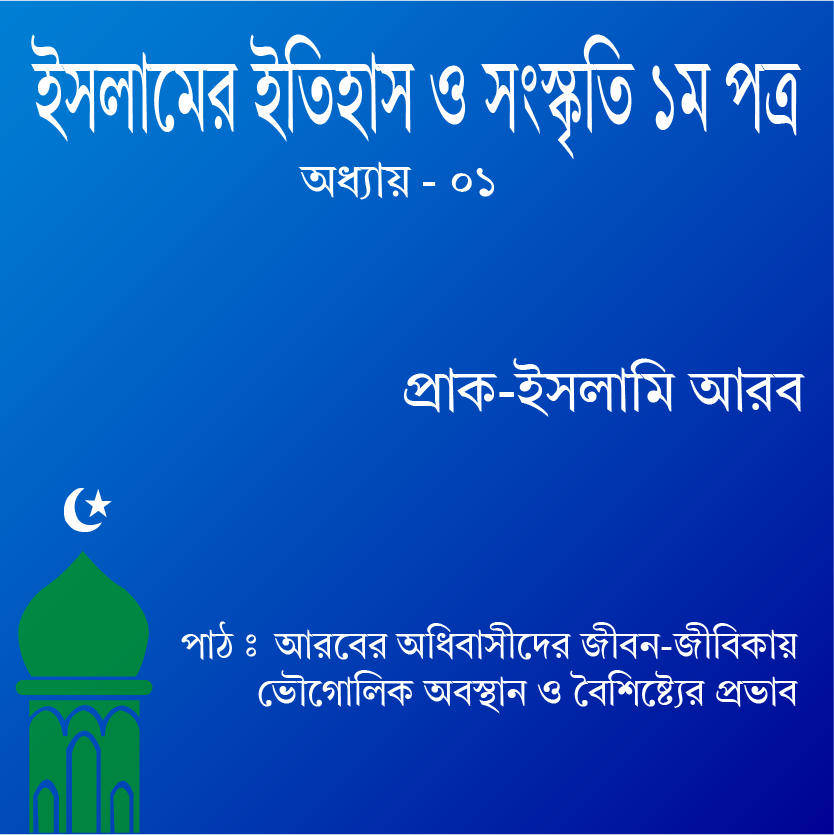 ইসলামের ইতিহাস ও সংস্কৃতি ১ম পত্র
অধ্যায় - ০১
প্রাক-ইসলামি আরব
পাঠ ঃ আরবের অধিবাসীদের জীবন-জীবিকায়
ভৌগোলিক অবস্থান ও বৈশিষ্ট্যের প্রভাব